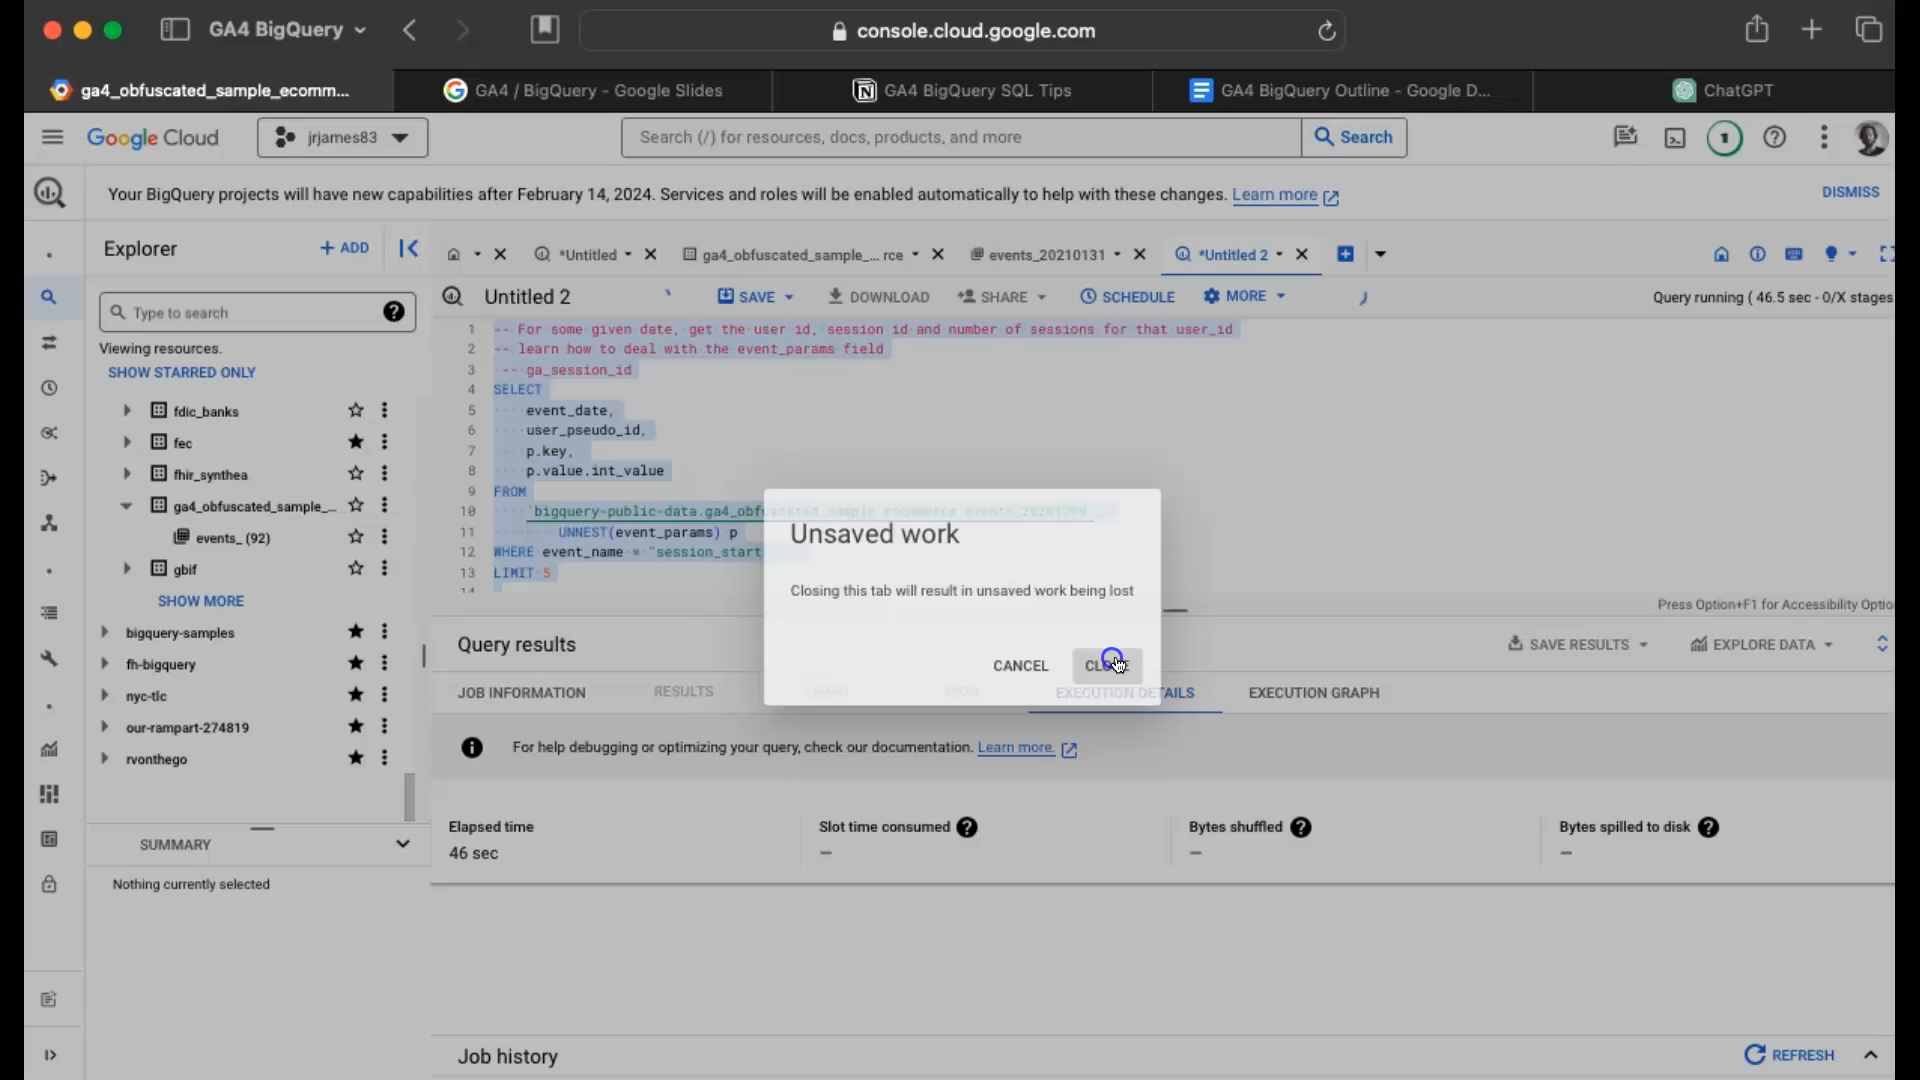 GA4 BigQuery
console.cloud.google.com
ga4_obfuscated_sample_ecomm...
GA4 / BigQuery - Google Slides
GA4 BigQuery SQL Tips
GA4 BigQuery Outline - Google D...
ChatGPT
Google Cloud
jrjames83
Search (/) for resources, docs, products, and more
Search
1
Your BigQuery projects will have new capabilities after February 14, 2024. Services and roles will be enabled automatically to help with these changes. Learn more
DISMISS
Explorer
+ ADD
*Untitled
ga4_obfuscated_sample_... rce
events_20210131
*Untitled 2
Untitled 2
SAVE
DOWNLOAD
SHARE
SCHEDULE
MORE
Query running ( 46.5 sec - 0/X stages
Type to search
Viewing resources.
SHOW STARRED ONLY
fdic_banks
fec
fhir_synthea
ga4_obfuscated_sample_...
events_ (92)
gbif
SHOW MORE
bigquery-samples
fh-bigquery
nyc-tlc
our-rampart-274819
rvonthego
SUMMARY
Nothing currently selected
1 -- For some given date, get the user id, session id and number of sessions for that user_id
2 -- learn how to deal with the event_params field
3 -- ga_session_id
4 SELECT
5 event_date,
6 user_pseudo_id,
7 p.key,
8 p.value.int_value
9 FROM
10 `bigquery-public-data.ga4_obfuscated_sample_ecommerce
11 UNNEST(event_params) p
12 WHERE event_name = "session_start
13 LIMIT 5
14
Unsaved work
Closing this tab will result in unsaved work being lost
CANCEL
CLOSE
Press Option+F1 for Accessibility Optio
Query results
SAVE RESULTS
EXPLORE DATA
JOB INFORMATION
RESULTS
EXECUTION DETAILS
EXECUTION GRAPH
For help debugging or optimizing your query, check our documentation. Learn more.
Elapsed time
46 sec
Slot time consumed
—
Bytes shuffled
—
Bytes spilled to disk
—
Job history
REFRESH